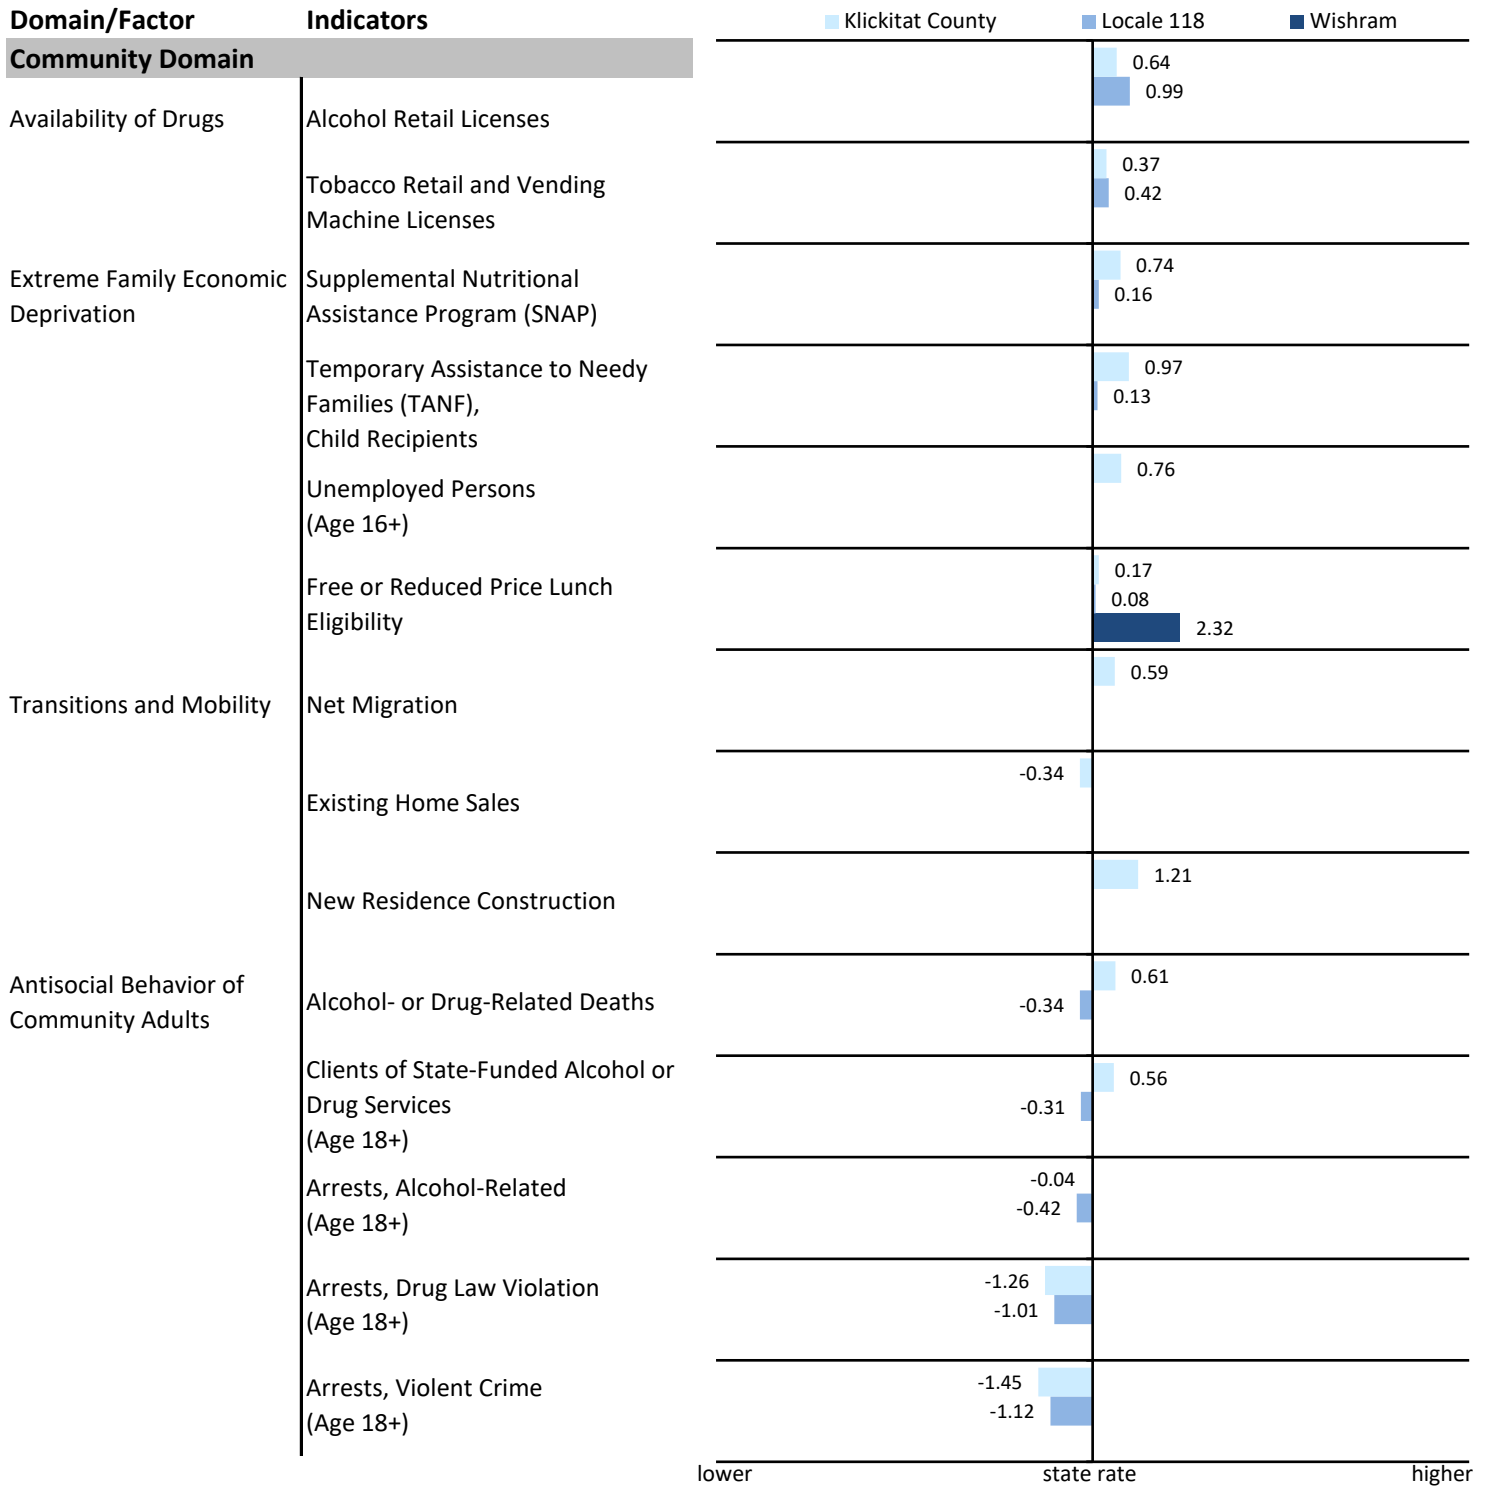 Domain/Factor Indicators Klickitat County Locale 118 Wishram
Community Domain
0.64
0.99
Availability of Drugs Alcohol Retail Licenses
0.37
Tobacco Retail and Vending
0.42
Machine Licenses
0.74
Extreme Family Economic Supplemental Nutritional
0.16
Deprivation Assistance Program (SNAP)
Temporary Assistance to Needy 0.97
0.13
Families (TANF),
Child Recipients
0.76
Unemployed Persons
(Age 16+)
0.17
Free or Reduced Price Lunch
0.08
Eligibility
2.32
0.59
Transitions and Mobility Net Migration
-0.34
Existing Home Sales
1.21
New Residence Construction
0.61
Antisocial Behavior of
Alcohol- or Drug-Related Deaths -0.34
Community Adults
Clients of State-Funded Alcohol or 0.56
Drug Services -0.31
(Age 18+)
-0.04
Arrests, Alcohol-Related
-0.42
(Age 18+)
-1.26
Arrests, Drug Law Violation
-1.01
(Age 18+)
-1.45
Arrests, Violent Crime
-1.12
(Age 18+)
lower state rate higher